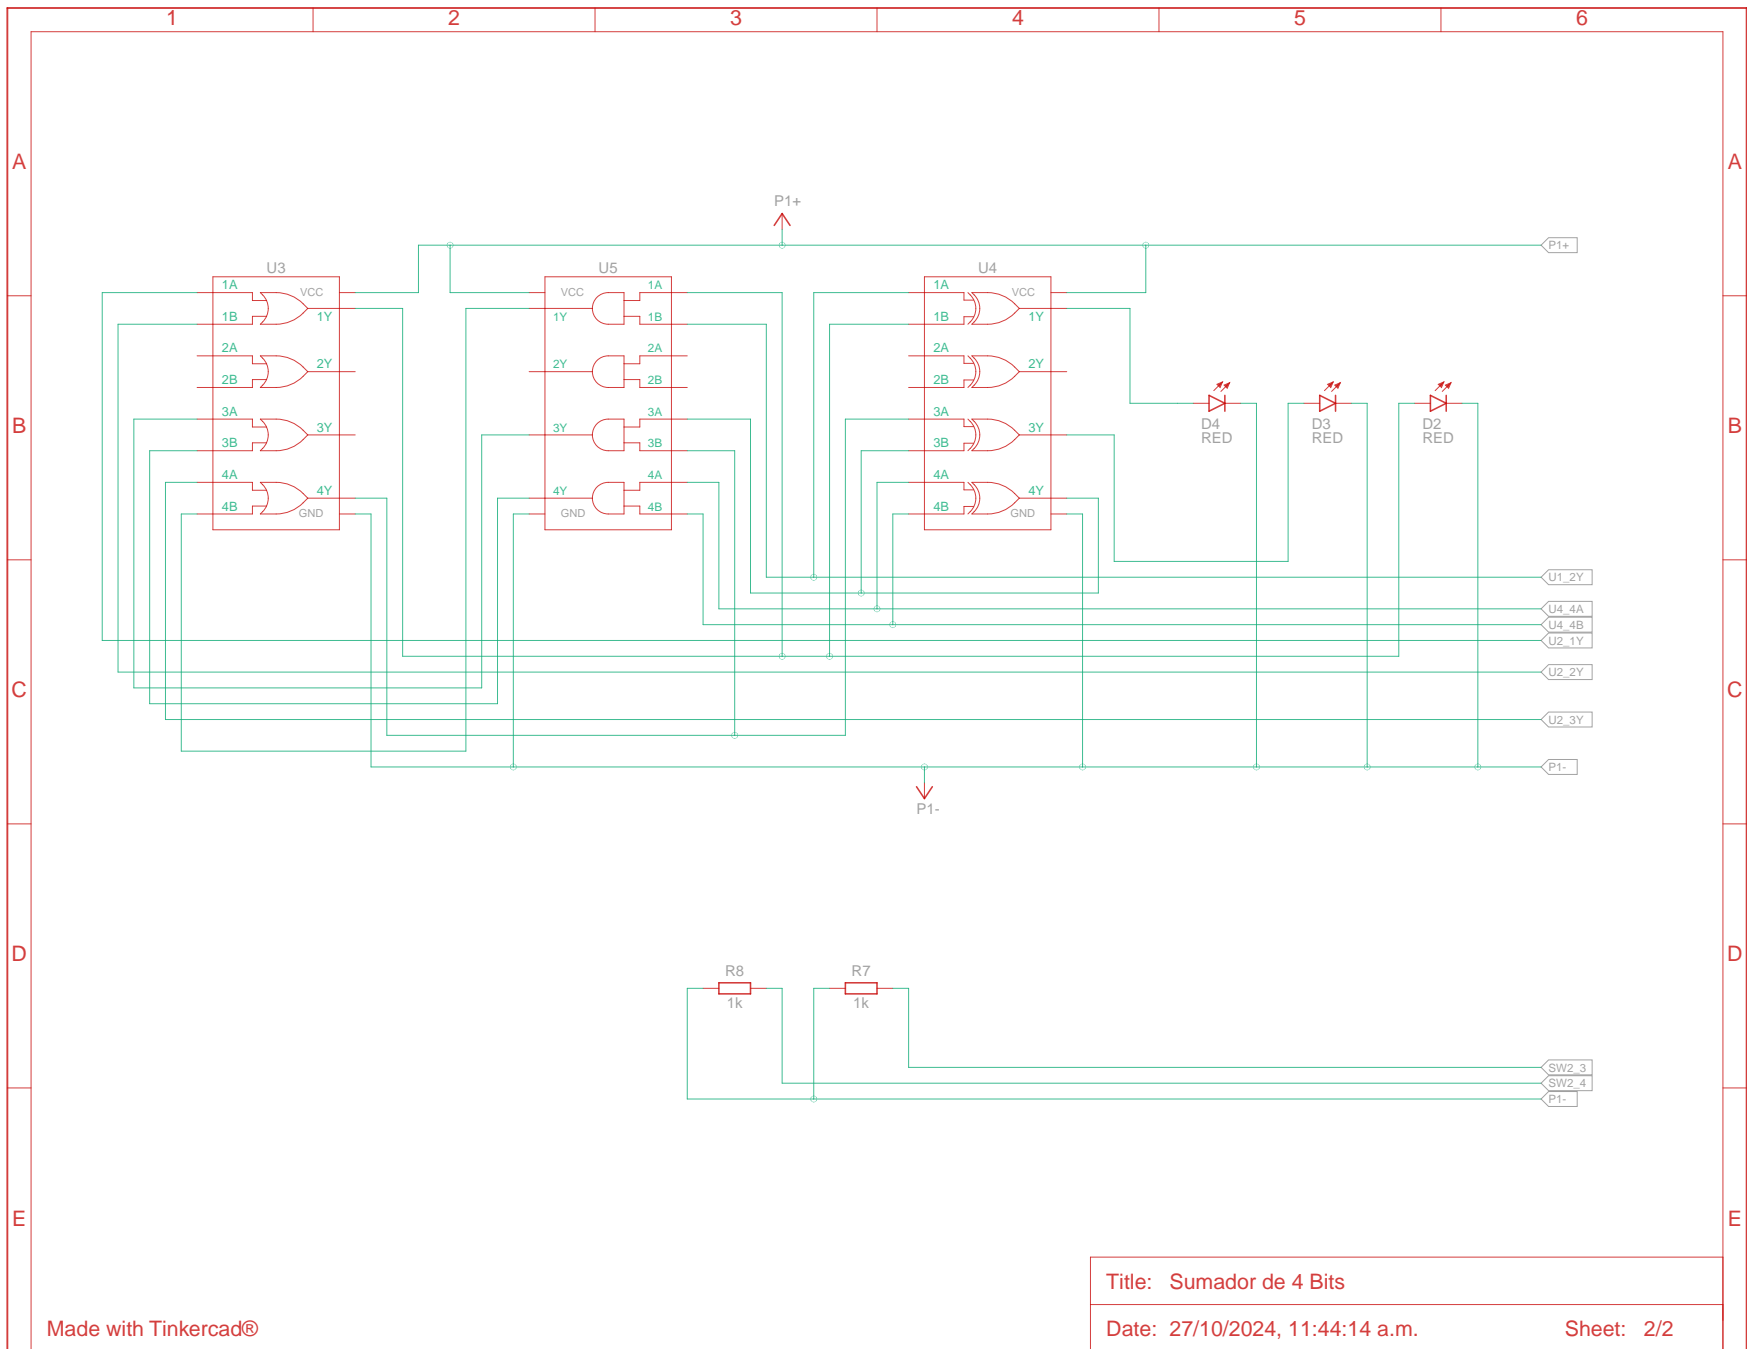 1 2 3 4 5 6
A A
P1+
P1+
U3 U5 U4
1A VCC VCC 1A 1A VCC
1B 1Y 1Y 1B 1B 1Y
2A 2A 2A
2Y 2Y 2Y
2B 2B 2B
3A 3A 3A
B 3Y 3Y 3Y D4 D3 D2 B
RED RED RED
3B 3B 3B
4A 4A 4A
4Y 4Y 4Y
4B GND GND 4B 4B GND
U1_2Y
U4_4A
U4_4B
U2_1Y
U2_2Y
C C
U2_3Y
P1-
P1-
D D
R8 R7
1k 1k
SW2_3
SW2_4
P1-
E E
Title: Sumador de 4 Bits
Made with Tinkercad®
Date: 27/10/2024, 11:44:14 a.m. Sheet: 2/2